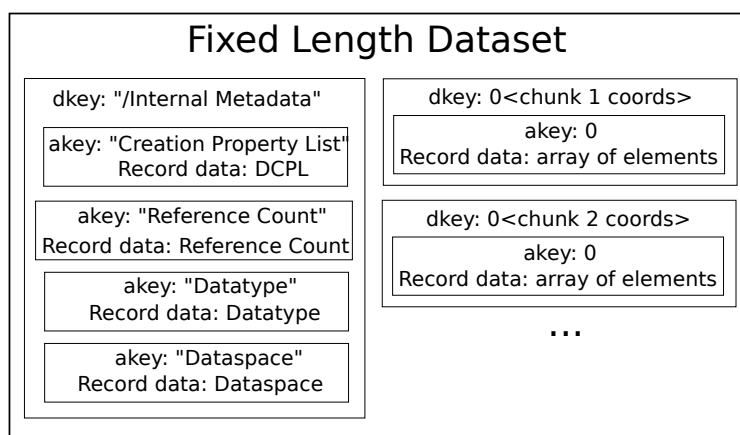 Fixed Length Dataset
dkey: "/Internal Metadata"
akey: "Creation Property List"
Record data: DCPL
akey: "Reference Count"
Record data: Reference Count
akey: "Datatype"
Record data: Datatype
akey: "Dataspace"
Record data: Dataspace
dkey: 0<chunk 1 coords>
akey: 0
Record data: array of elements
dkey: 0<chunk 2 coords>
akey: 0
Record data: array of elements
...